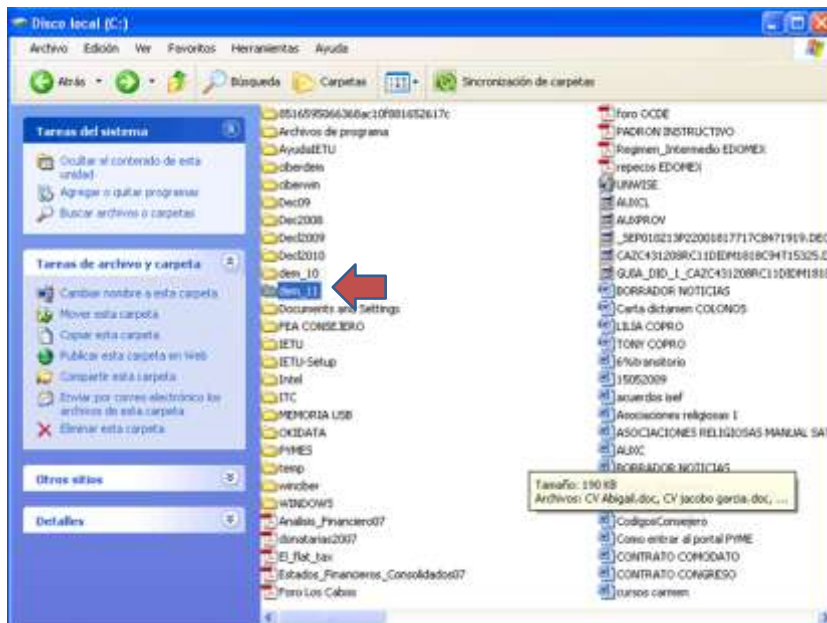 Disco local (C:)
Archivo Edición Ver Favoritos Herramientas Ayuda
Atrás Búsqueda Carpetas Sincronización de carpetas
Tareas del sistema
Ocultar el contenido de esta
unidad
Agregar o quitar programas
Buscar archivos o carpetas
Tareas de archivo y carpeta
Cambiar nombre a esta carpeta
Mover esta carpeta
Copiar esta carpeta
Publicar esta carpeta en Web
Compartir esta carpeta
Enviar por correo electrónico los
archivos de esta carpeta
Eliminar esta carpeta
Otros sitios
Detalles
Archivos de programa
AyudaIETU
ciberdem
ciberwin
Dec09
Dec2008
Decl2009
Decl2010
dem_10
dem_11
Documents and Settings
PEA CONSEJERO
IETU
IETU-Setup
Intel
ITC
MEMORIA USB
OKIDATA
PYMES
temp
winciber
WINDOWS
Analisis_Financiero07
donatarias2007
El_flat_tax
Estados_Financieros_Consolidados07
Foro Los Cabos
foro OCDE
PADRON INSTRUCTIVO
Regimen_Intermedio EDOMEX
repecos EDOMEX
UNWISE
AUXCL
AUXPROV
BORRADOR NOTICIAS
Carta dictamen COLONOS
LILIA COPRO
TONY COPRO
6%transitorio
15052009
acuerdos isef
Asociaciones religiosas 1
ASOCIACIONES RELIGIOSAS MANUAL SAT
AUXC
BORRADOR NOTICIAS
Tamaño: 190 KB
Archivos: CV Abigail.doc, CV jacobo garcia.doc, ...
CodigosConsejero
Como entrar al portal PYME
CONTRATO COMODATO
CONTRATO CONGRESO
cursos carmen